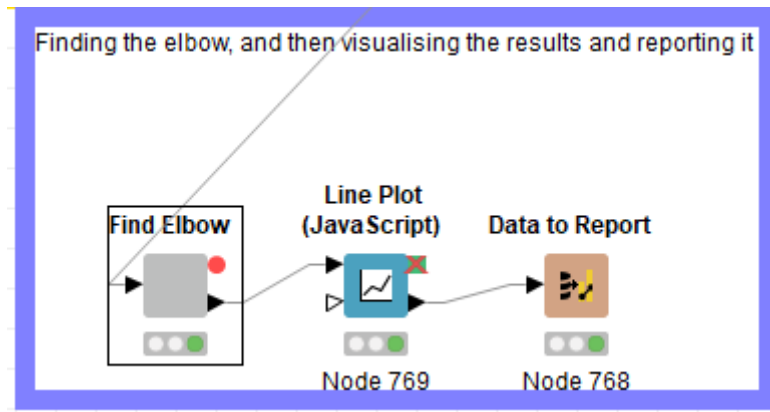 Finding the elbow, and then visualising the results and reporting it
Line Plot
Find Elbow (JavaScript) Data to Report
Node 769 Node 768